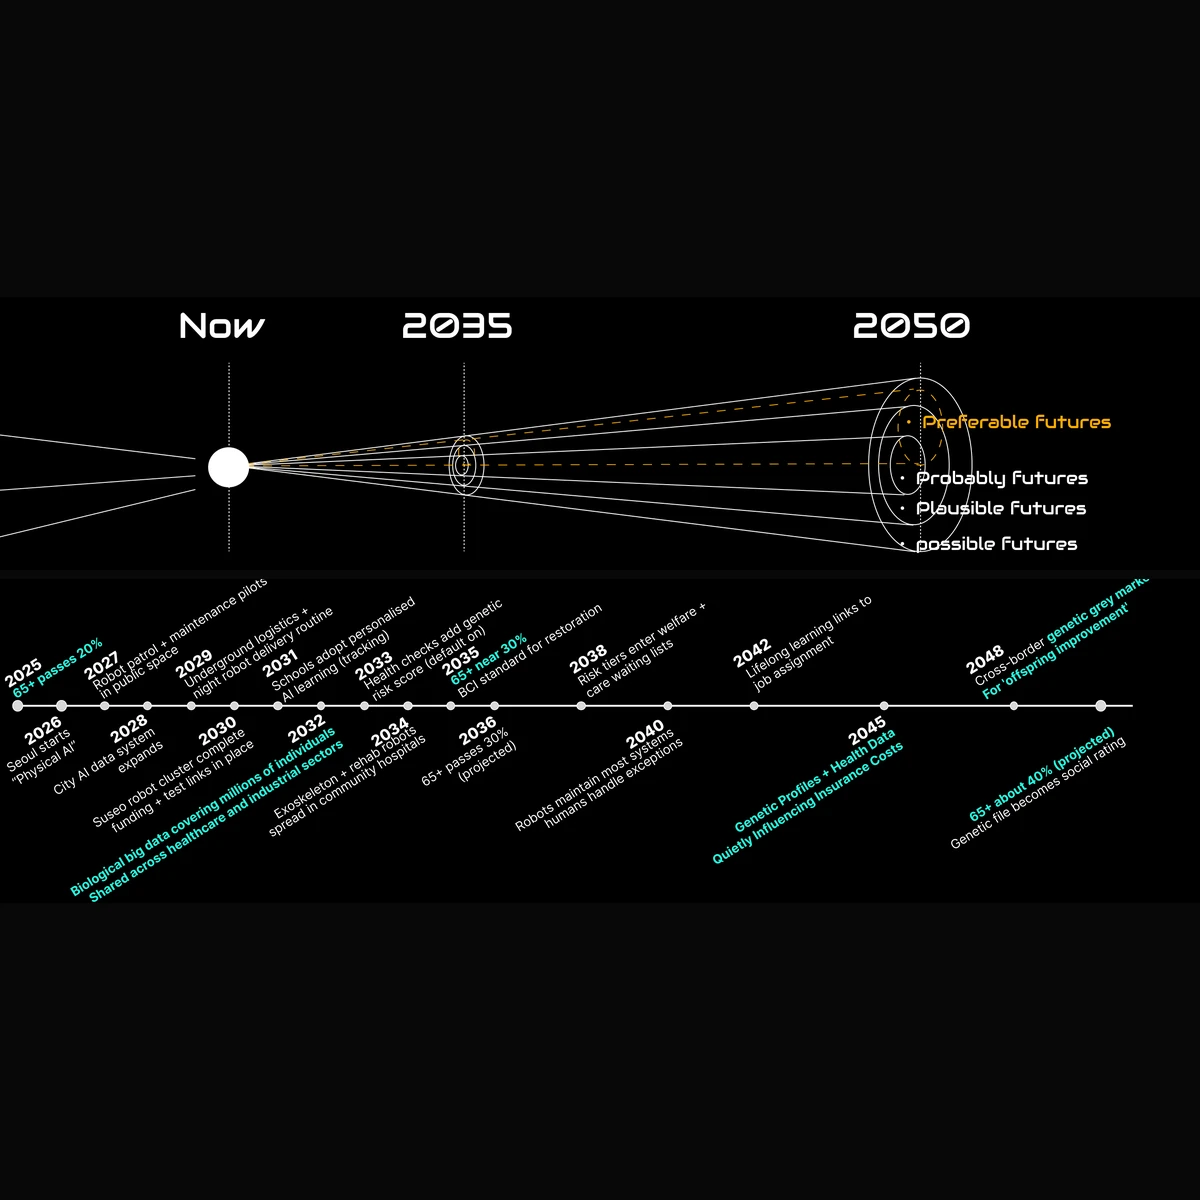 Now
2035
2050
Preferable Futures
Probably Futures
Plausible Futures
possible Futures
2025
65+ passes 20%
2026
Seoul starts
"Physical AI"
2027
Robot patrol + maintenance pilots
in public space
2028
City AI data system
expands
2029
Underground logistics +
night robot delivery routine
2030
Suseo robot cluster complete
funding + test links in place
2031
Schools adopt personalised
AI learning (tracking)
2032
Biological big data covering millions of individuals
Shared across healthcare and industrial sectors
2033
Health checks add genetic
risk score (default on)
2034
Exoskeleton + rehab robots
spread in community hospitals
2035
65+ near 30%
BCI standard for restoration
2036
65+ passes 30%
(projected)
2038
Risk tiers enter welfare +
care waiting lists
2040
Robots maintain most systems
humans handle exceptions
2042
Lifelong learning links to
job assignment
2045
Genetic Profiles + Health Data
Quietly Influencing Insurance Costs
2048
Cross-border genetic grey
For 'offspring improvement'
65+ about 40% (projected)
Genetic file becomes social rating